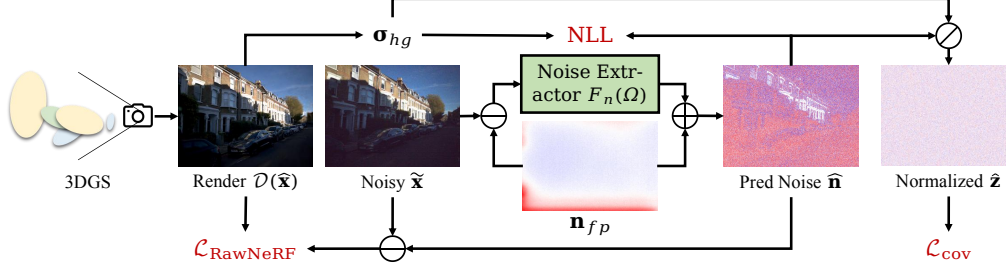 σ_hg
NLL
Noise Extr-
actor F_n(Ω)
3DGS
Render 𝒟(x̂)
Noisy x̃
n_fp
Pred Noise n̂
Normalized ẑ
ℒ_RawNeRF
ℒ_cov